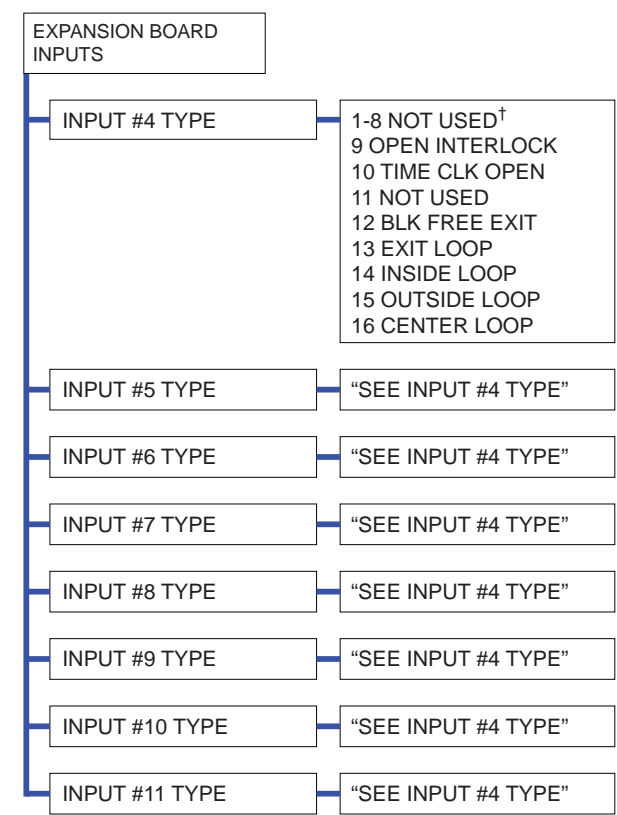 EXPANSION BOARD
INPUTS
INPUT #4 TYPE
1-8 NOT USED†
9 OPEN INTERLOCK
10 TIME CLK OPEN
11 NOT USED
12 BLK FREE EXIT
13 EXIT LOOP
14 INSIDE LOOP
15 OUTSIDE LOOP
16 CENTER LOOP
INPUT #5 TYPE
“SEE INPUT #4 TYPE”
INPUT #6 TYPE
“SEE INPUT #4 TYPE”
INPUT #7 TYPE
“SEE INPUT #4 TYPE”
INPUT #8 TYPE
“SEE INPUT #4 TYPE”
INPUT #9 TYPE
“SEE INPUT #4 TYPE”
INPUT #10 TYPE
“SEE INPUT #4 TYPE”
INPUT #11 TYPE
“SEE INPUT #4 TYPE”